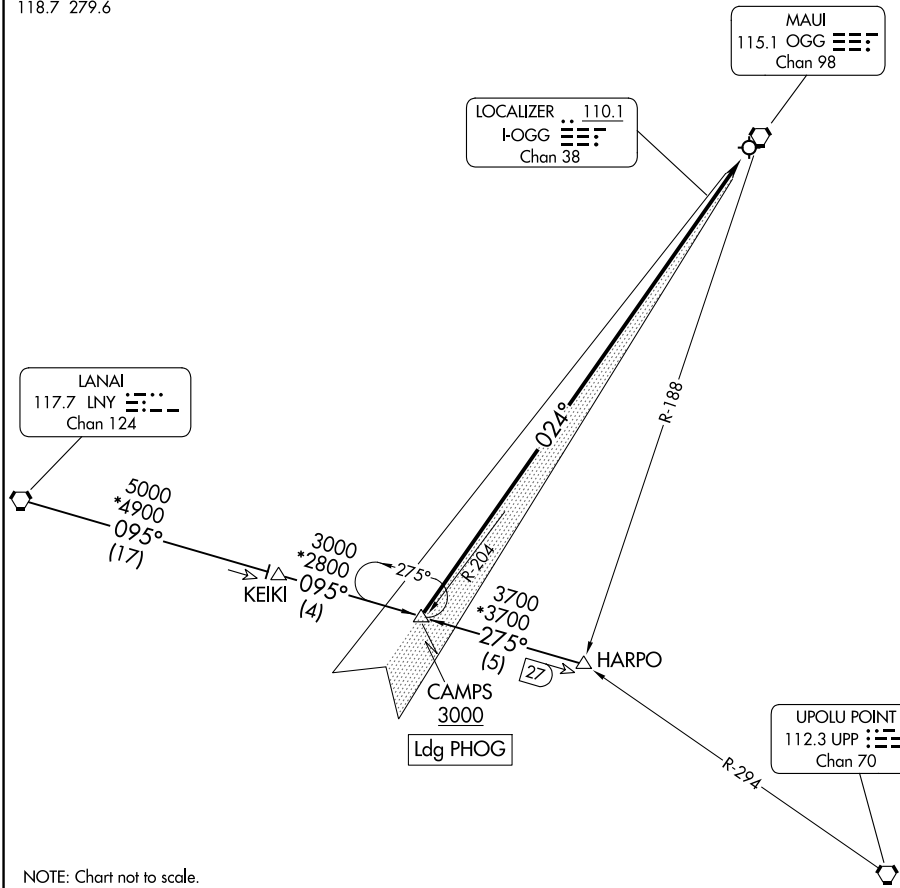 118.7 279.6
MAUI
115.1 OGG
Chan 98
LOCALIZER 110.1
I-OGG
Chan 38
R-188
024°
LANAI
117.7 LNY
Chan 124
5000
*4900
095°
(17)
KEIKI
3000
*2800
095°
(4)
275°
R-204
3700
*3700
275°
(5)
27
HARPO
CAMPS
3000
Ldg PHOG
UPOLU POINT
112.3 UPP
Chan 70
R-294
NOTE: Chart not to scale.